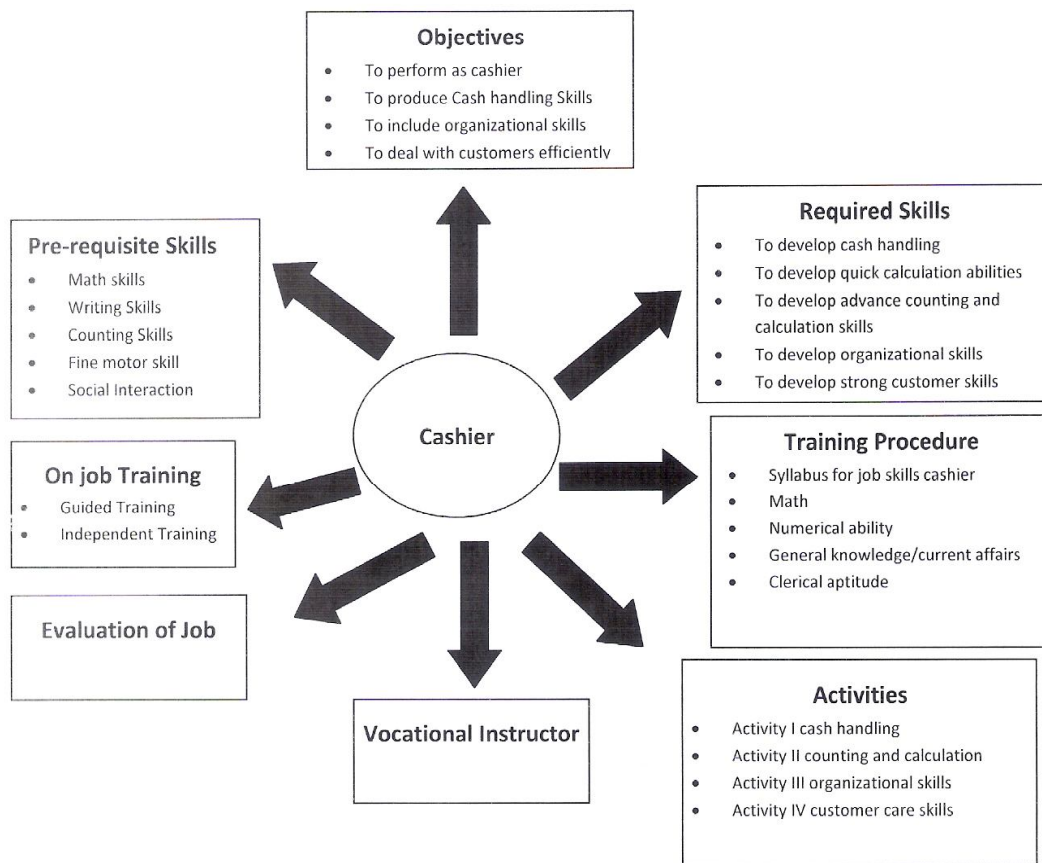 Objectives
• To perform as cashier
• To produce Cash handling Skills
• To include organizational skills
• To deal with customers efficiently
Pre-requisite Skills
• Math skills
• Writing Skills
• Counting Skills
• Fine motor skill
• Social Interaction
Required Skills
• To develop cash handling
• To develop quick calculation abilities
• To develop advance counting and
calculation skills
• To develop organizational skills
• To develop strong customer skills
Cashier
On job Training
• Guided Training
• Independent Training
Training Procedure
• Syllabus for job skills cashier
• Math
• Numerical ability
• General knowledge/current affairs
• Clerical aptitude
Evaluation of Job
Vocational Instructor
Activities
• Activity I cash handling
• Activity II counting and calculation
• Activity III organizational skills
• Activity IV customer care skills